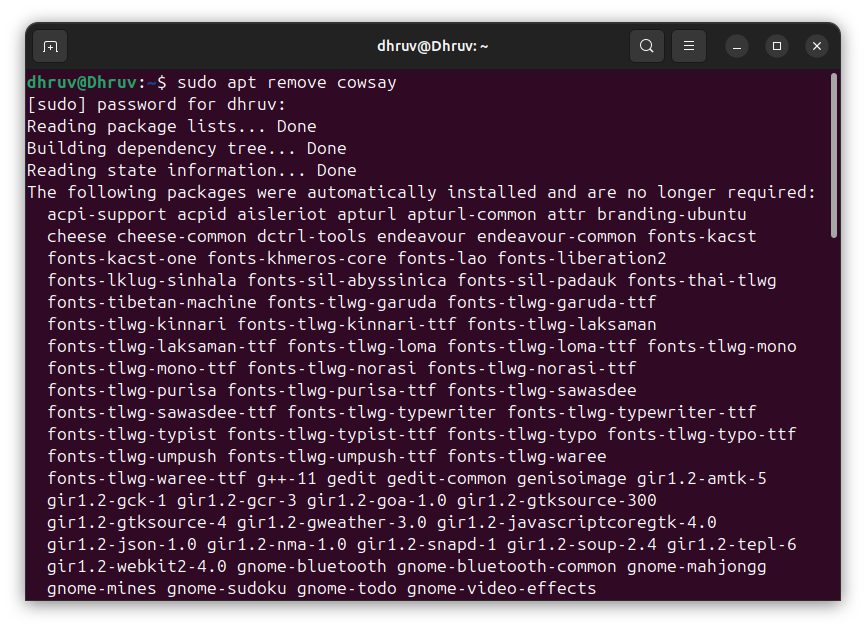 dhruv@Dhruv: ~
dhruv@Dhruv:~$ sudo apt remove cowsay
[sudo] password for dhruv:
Reading package lists... Done
Building dependency tree... Done
Reading state information... Done
The following packages were automatically installed and are no longer required:
acpi-support acpid aisleriot apturl apturl-common attr branding-ubuntu
cheese cheese-common dctrl-tools endeavour endeavour-common fonts-kacst
fonts-kacst-one fonts-khmeros-core fonts-lao fonts-liberation2
fonts-lklug-sinhala fonts-sil-abyssinica fonts-sil-padauk fonts-thai-tlwg
fonts-tibetan-machine fonts-tlwg-garuda fonts-tlwg-garuda-ttf
fonts-tlwg-kinnari fonts-tlwg-kinnari-ttf fonts-tlwg-laksaman
fonts-tlwg-laksaman-ttf fonts-tlwg-loma fonts-tlwg-loma-ttf fonts-tlwg-mono
fonts-tlwg-mono-ttf fonts-tlwg-norasi fonts-tlwg-norasi-ttf
fonts-tlwg-purisa fonts-tlwg-purisa-ttf fonts-tlwg-sawasdee
fonts-tlwg-sawasdee-ttf fonts-tlwg-typewriter fonts-tlwg-typewriter-ttf
fonts-tlwg-typist fonts-tlwg-typist-ttf fonts-tlwg-typo fonts-tlwg-typo-ttf
fonts-tlwg-umpush fonts-tlwg-umpush-ttf fonts-tlwg-waree
fonts-tlwg-waree-ttf g++-11 gedit gedit-common genisoimage gir1.2-amtk-5
gir1.2-gck-1 gir1.2-gcr-3 gir1.2-goa-1.0 gir1.2-gtksource-300
gir1.2-gtksource-4 gir1.2-gweather-3.0 gir1.2-javascriptcoregtk-4.0
gir1.2-json-1.0 gir1.2-nma-1.0 gir1.2-snapd-1 gir1.2-soup-2.4 gir1.2-tepl-6
gir1.2-webkit2-4.0 gnome-bluetooth gnome-bluetooth-common gnome-mahjongg
gnome-mines gnome-sudoku gnome-todo gnome-video-effects